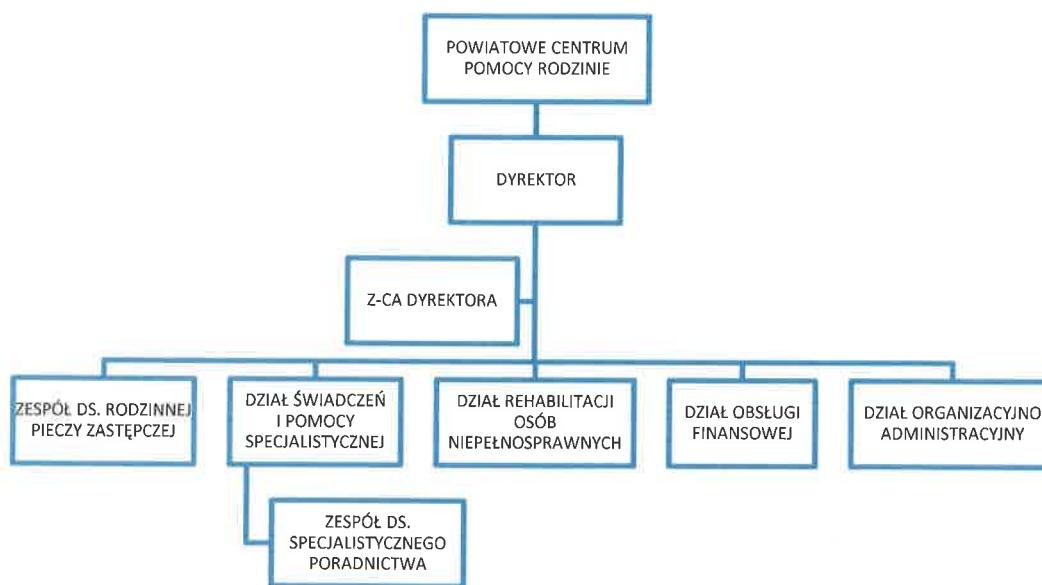 POWIATOWE CENTRUM
POMOCY RODZINIE
DYREKTOR
Z-CA DYREKTORA
ZESPÓŁ DS. RODZINNEJ
PIECZY ZASTĘPCZEJ
DZIAŁ ŚWIADCZEŃ
I POMOCY
SPECJALISTYCZNEJ
DZIAŁ REHABILITACJI
OSÓB
NIEPEŁNOSPRAWNYCH
DZIAŁ OBSŁUGI
FINANSOWEJ
DZIAŁ ORGANIZACYJNO
ADMINISTRACYJNY
ZESPÓŁ DS.
SPECJALISTYCZNEGO
PORADNICTWA